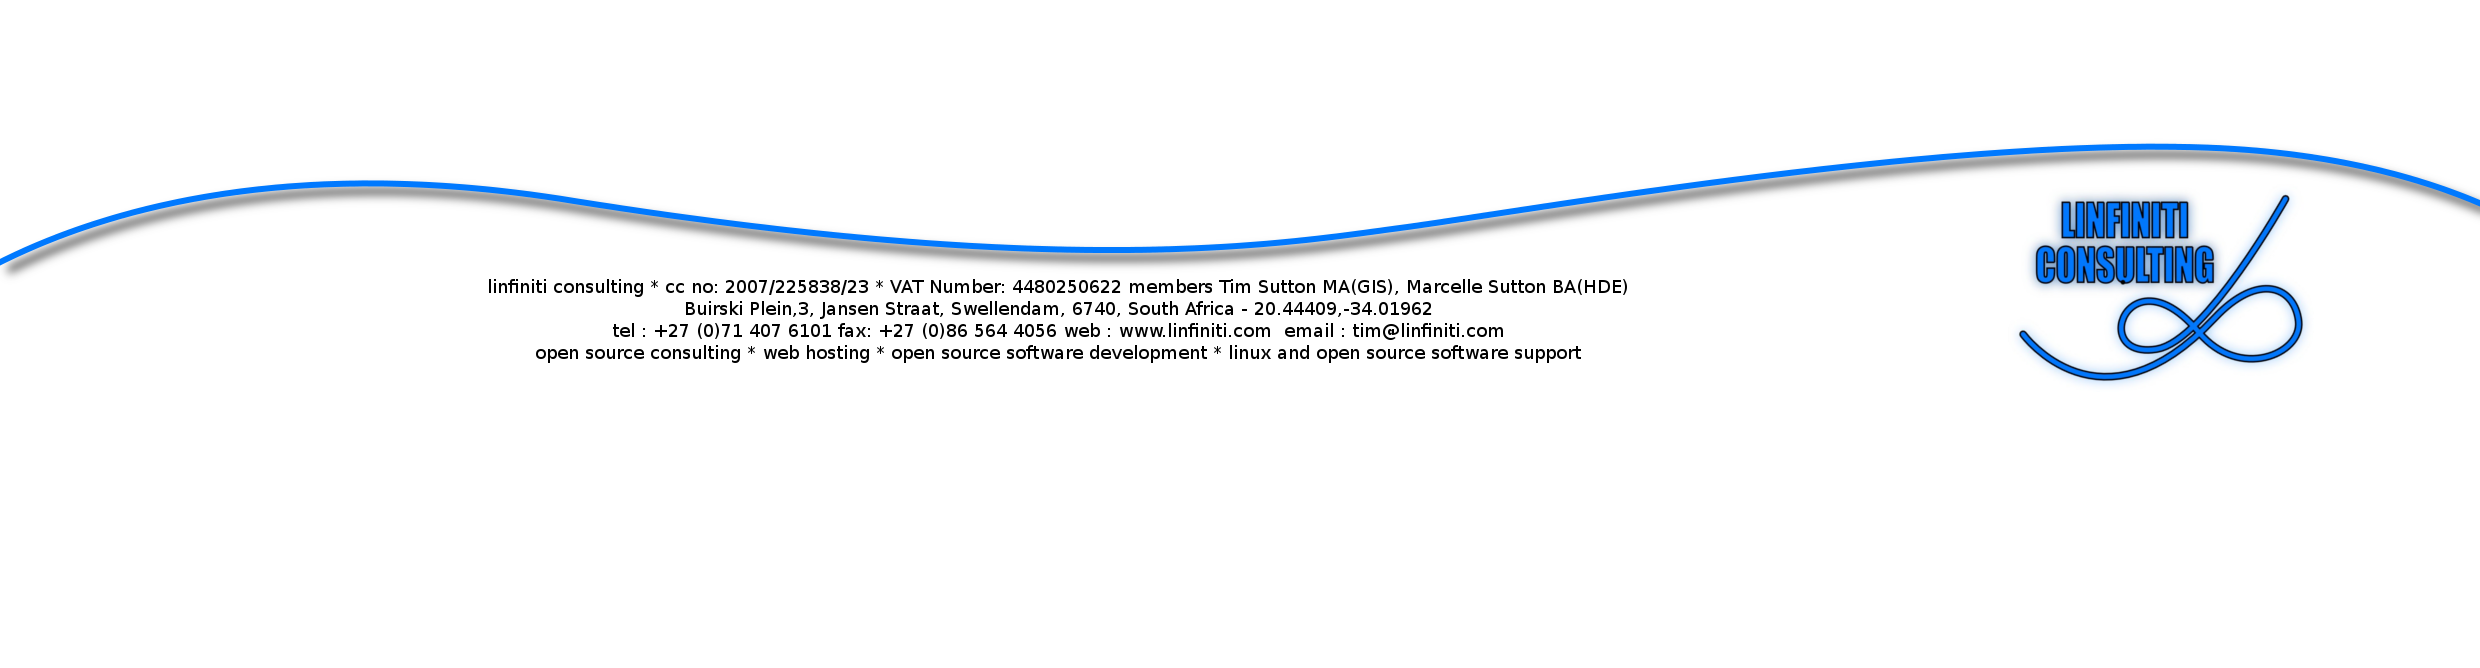 LINFINITI
CONSULTING
linfiniti consulting * cc no: 2007/225838/23 * VAT Number: 4480250622 members Tim Sutton MA(GIS), Marcelle Sutton BA(HDE)
Buirski Plein,3, Jansen Straat, Swellendam, 6740, South Africa - 20.44409,-34.01962
tel : +27 (0)71 407 6101 fax: +27 (0)86 564 4056 web : www.linfiniti.com  email : tim@linfiniti.com
open source consulting * web hosting * open source software development * linux and open source software support